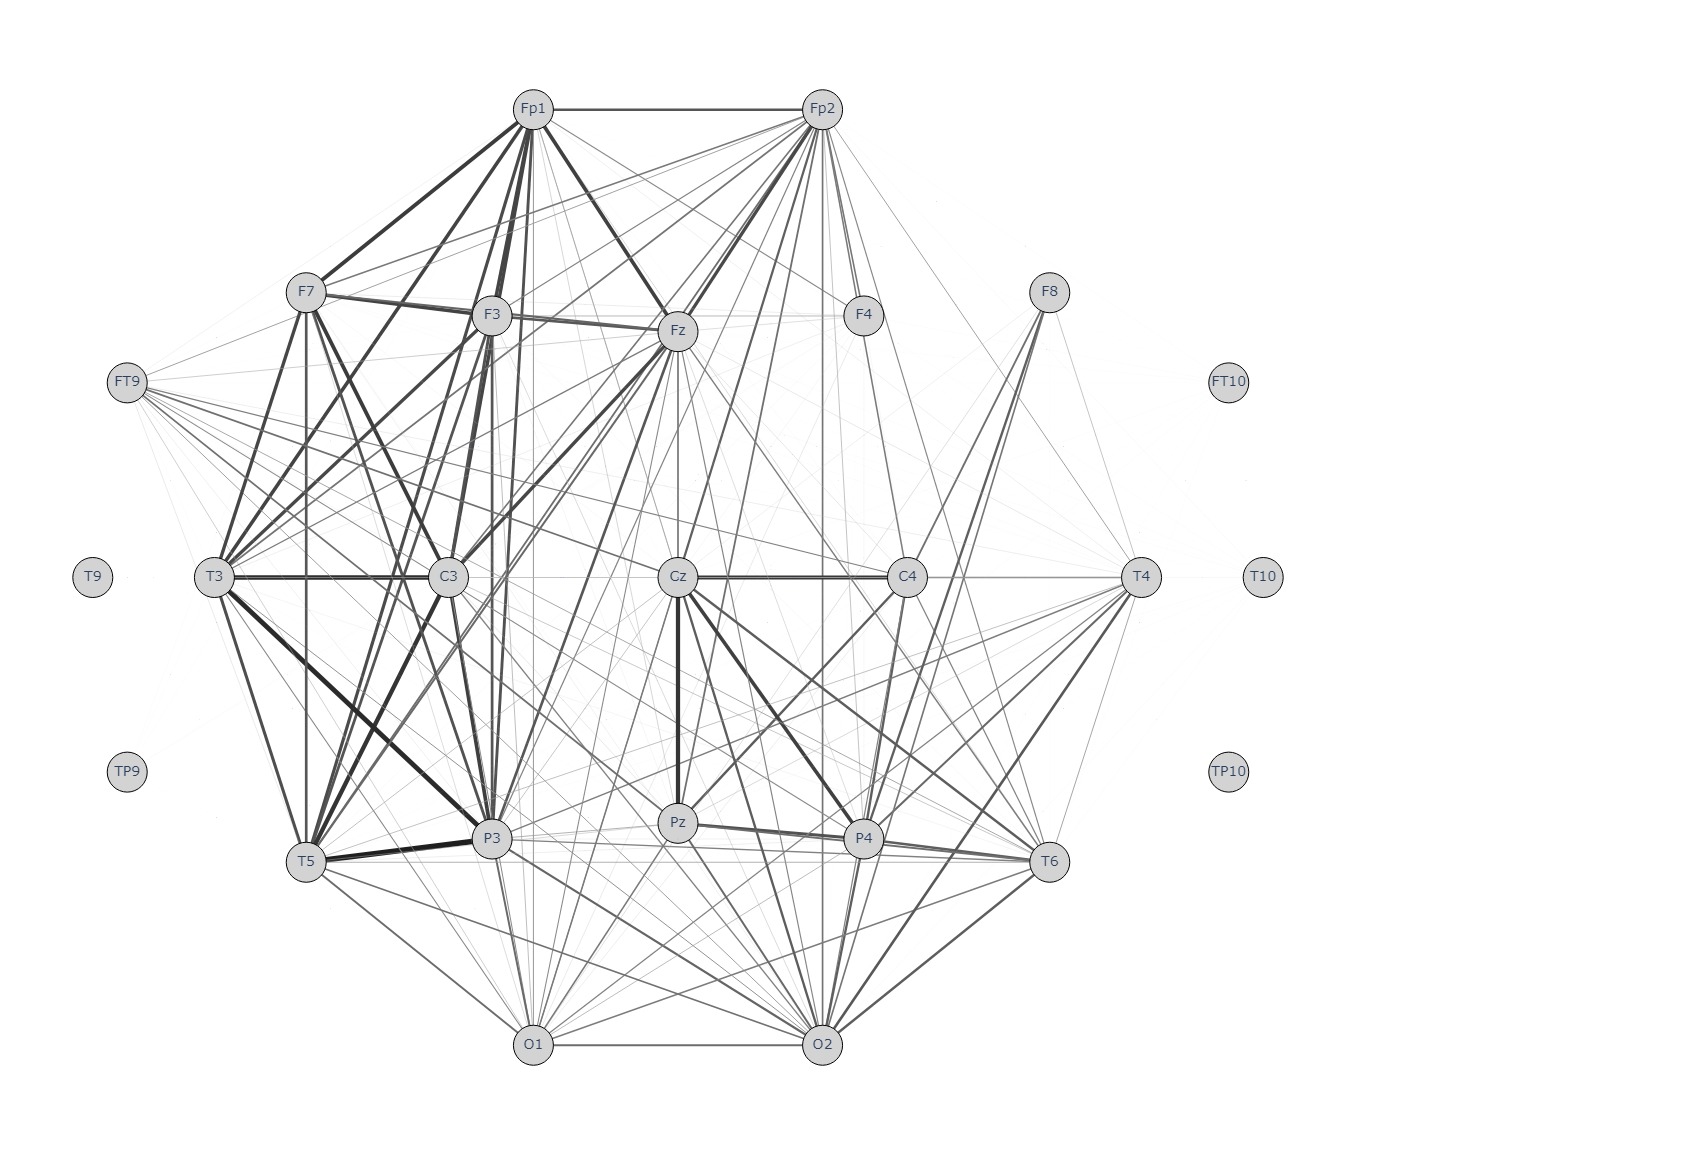 Fp1 Fp2
F7 F3 Fz F4 F8
FT9 FT10
T9 T3 C3 Cz C4 T4 T10
TP9 TP10
T5 P3 Pz P4 T6
O1 O2